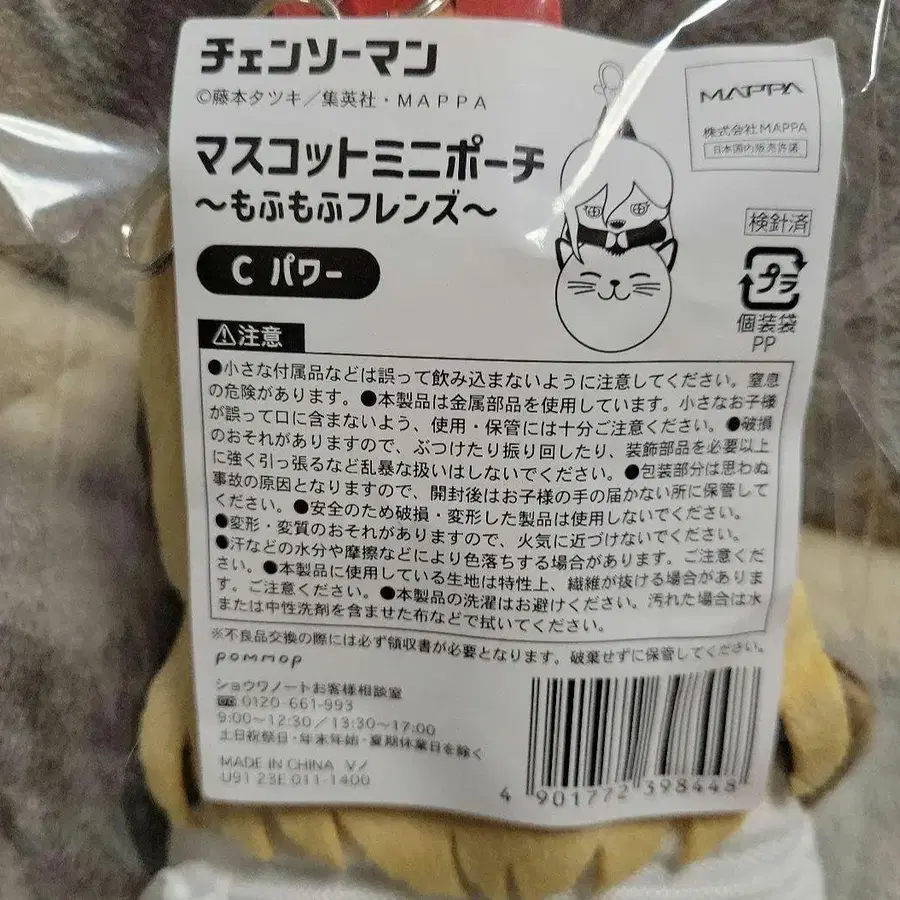 チェンソーマン
©藤本タツキ/集英社・MAPPA
マスコットミニポーチ
～もふもふフレンズ～
C パワー
MAPPA
株式会社MAPPA
日本国内販売許諾
検針済
プラ
個装袋
PP
⚠注意
●小さな付属品などは誤って飲み込まないように注意してください。窒息
の危険があります。●本製品は金属部品を使用しています。小さなお子様
が誤って口に含まないよう、使用・保管には十分ご注意ください。●破損
のおそれがありますので、ぶつけたり振り回したり、装飾部品を必要以上
に強く引っ張るなど乱暴な扱いはしないでください。●包装部分は思わぬ
事故の原因となりますので、開封後はお子様の手の届かない所に保管して
ください。●安全のため破損・変形した製品は使用しないでください。
●変形・変質のおそれがありますので、火気に近づけないでください。
●汗などの水分や摩擦などにより色落ちする場合があります。ご注意くだ
さい。●本製品に使用している生地は特性上、繊維が抜ける場合がありま
す。ご注意ください。●本製品の洗濯はお避けください。汚れた場合は水
または中性洗剤を含ませた布などで拭いてください。
※不良品交換の際には必ず領収書が必要となります。破棄せずに保管してください。
pommop
ショウワノートお客様相談室
0120-661-993
9:00～12:30/13:30～17:00
土日祝祭日・年末年始・夏期休業日を除く
MADE IN CHINA
U91 23E 011-1400
4 901772 398448